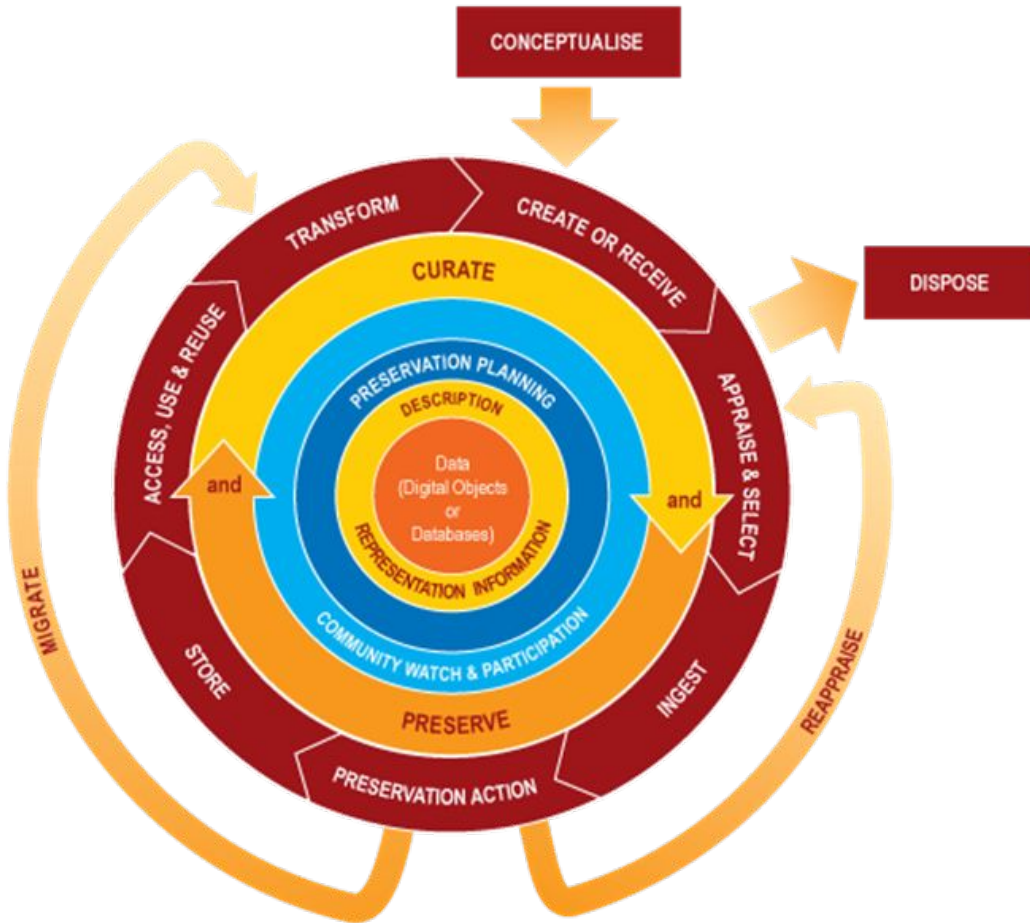 CONCEPTUALISE
TRANSFORM
CREATE OR RECEIVE
CURATE
DISPOSE
ACCESS, USE & REUSE
PRESERVATION PLANNING
APPRAISE & SELECT
DESCRIPTION
Data
(Digital Objects
or
Databases)
and
and
REPRESENTATION INFORMATION
COMMUNITY WATCH & PARTICIPATION
MIGRATE
STORE
INGEST
REAPPRAISE
PRESERVE
PRESERVATION ACTION